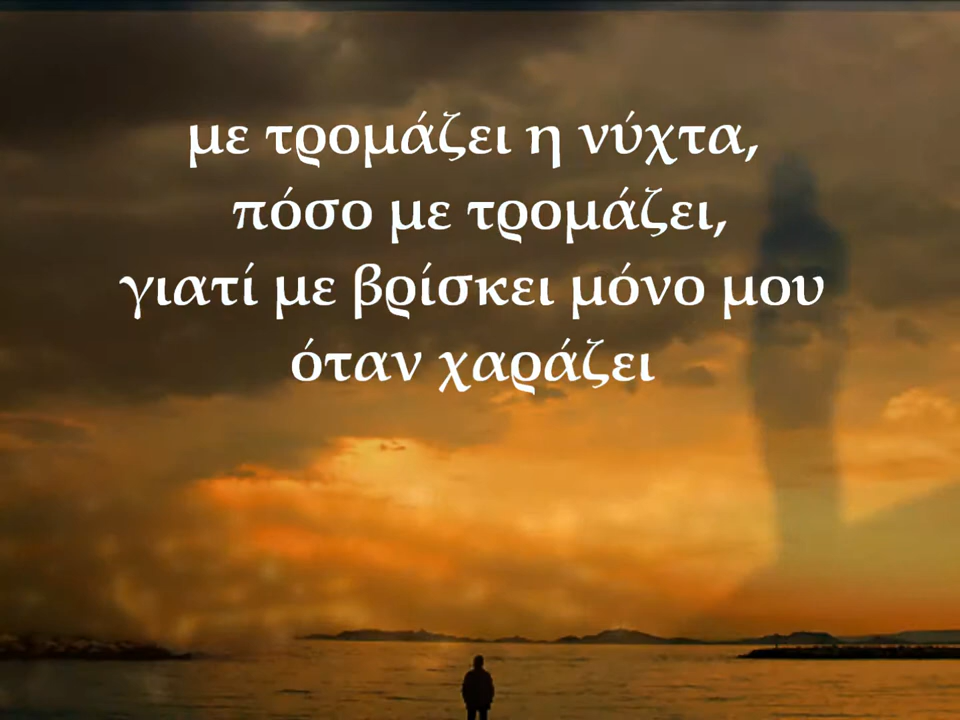 με τρομάζει η νύχτα,
πόσο με τρομάζει,
γιατί με βρίσκει μόνο μου
όταν χαράζει